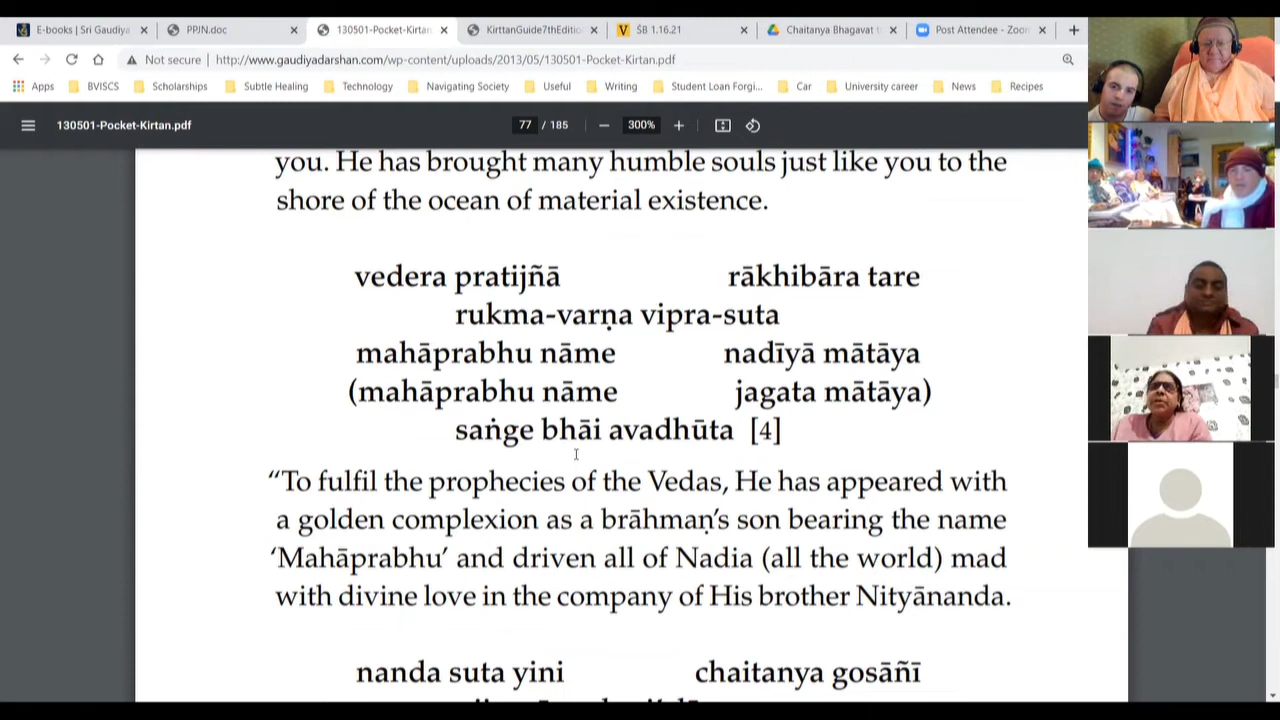 E-books | Sri Gaudiya
PPJN.doc
130501-Pocket-Kirtan.
KirttanGuide7thEditio
ŚB 1.16.21
Chaitanya Bhagavat t
Post Attendee - Zoom
Not secure | http://www.gaudiyadarshan.com/wp-content/uploads/2013/05/130501-Pocket-Kirtan.pdf
Apps BVISCS Scholarships Subtle Healing Technology Navigating Society Useful Writing Student Loan Forgi... Car University career News Recipes
130501-Pocket-Kirtan.pdf 77 / 185 — 300% +
you. He has brought many humble souls just like you to the
shore of the ocean of material existence.
vedera pratijñā rākhibāra tare
rukma-varṇa vipra-suta
mahāprabhu nāme nadīyā mātāya
(mahāprabhu nāme jagata mātāya)
saṅge bhāi avadhūta [4]
“To fulfil the prophecies of the Vedas, He has appeared with
a golden complexion as a brāhmaṇ’s son bearing the name
‘Mahāprabhu’ and driven all of Nadia (all the world) mad
with divine love in the company of His brother Nityānanda.
nanda suta yini chaitanya gosāñī